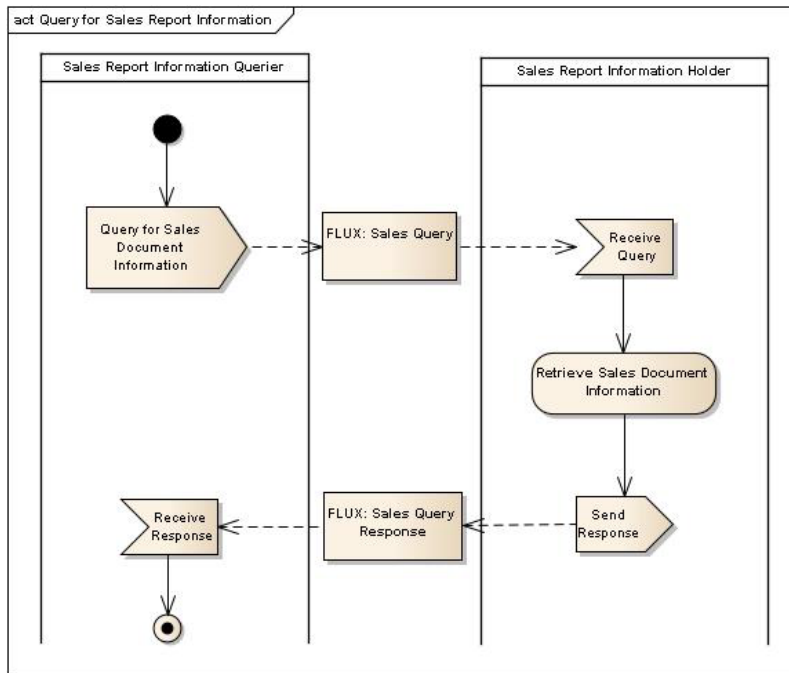 act Query for Sales Report Information
Sales Report Information Querier
Sales Report Information Holder
Query for Sales
Document
Information
FLUX: Sales Query
Receive
Query
Retrieve Sales Document
Information
Receive
Response
FLUX: Sales Query
Response
Send
Response